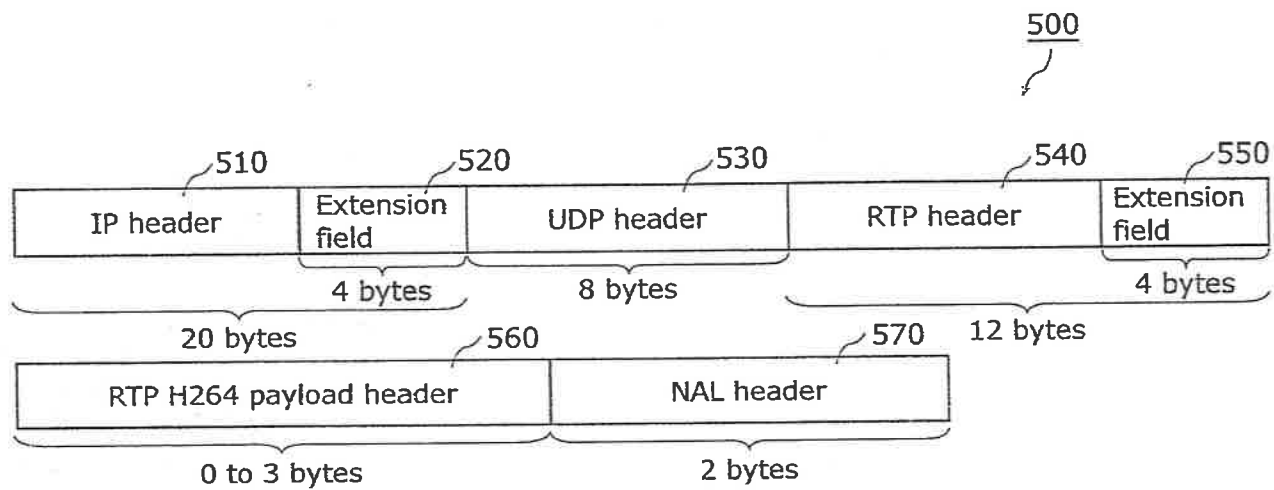 500
510
520
530
540
550
IP header
Extension field
UDP header
RTP header
Extension field
4 bytes
8 bytes
4 bytes
20 bytes
12 bytes
560
570
RTP H264 payload header
NAL header
0 to 3 bytes
2 bytes